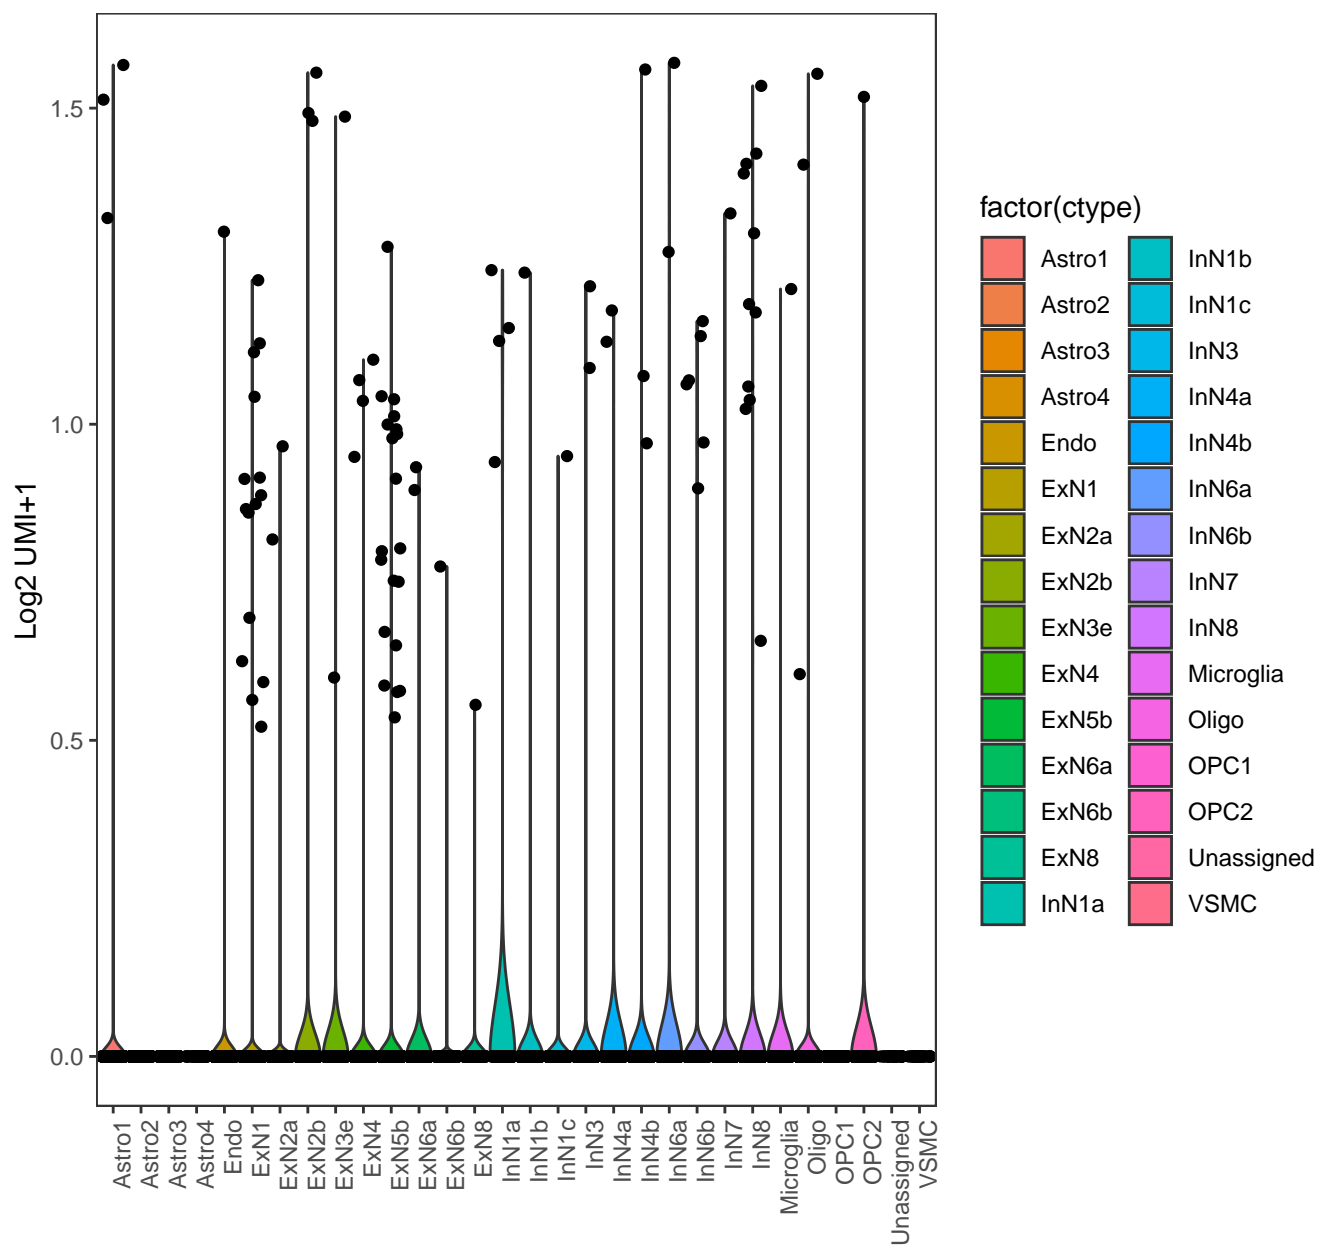 Log2 UMI+1
1.5
1.0
0.5
0.0
Astro1
Astro2
Astro3
Astro4
Endo
ExN1
ExN2a
ExN2b
ExN3e
ExN4
ExN5b
ExN6a
ExN6b
ExN8
InN1a
InN1b
InN1c
InN3
InN4a
InN4b
InN6a
InN6b
InN7
InN8
Microglia
Oligo
OPC1
OPC2
Unassigned
VSMC
factor(ctype)
Astro1
Astro2
Astro3
Astro4
Endo
ExN1
ExN2a
ExN2b
ExN3e
ExN4
ExN5b
ExN6a
ExN6b
ExN8
InN1a
InN1b
InN1c
InN3
InN4a
InN4b
InN6a
InN6b
InN7
InN8
Microglia
Oligo
OPC1
OPC2
Unassigned
VSMC